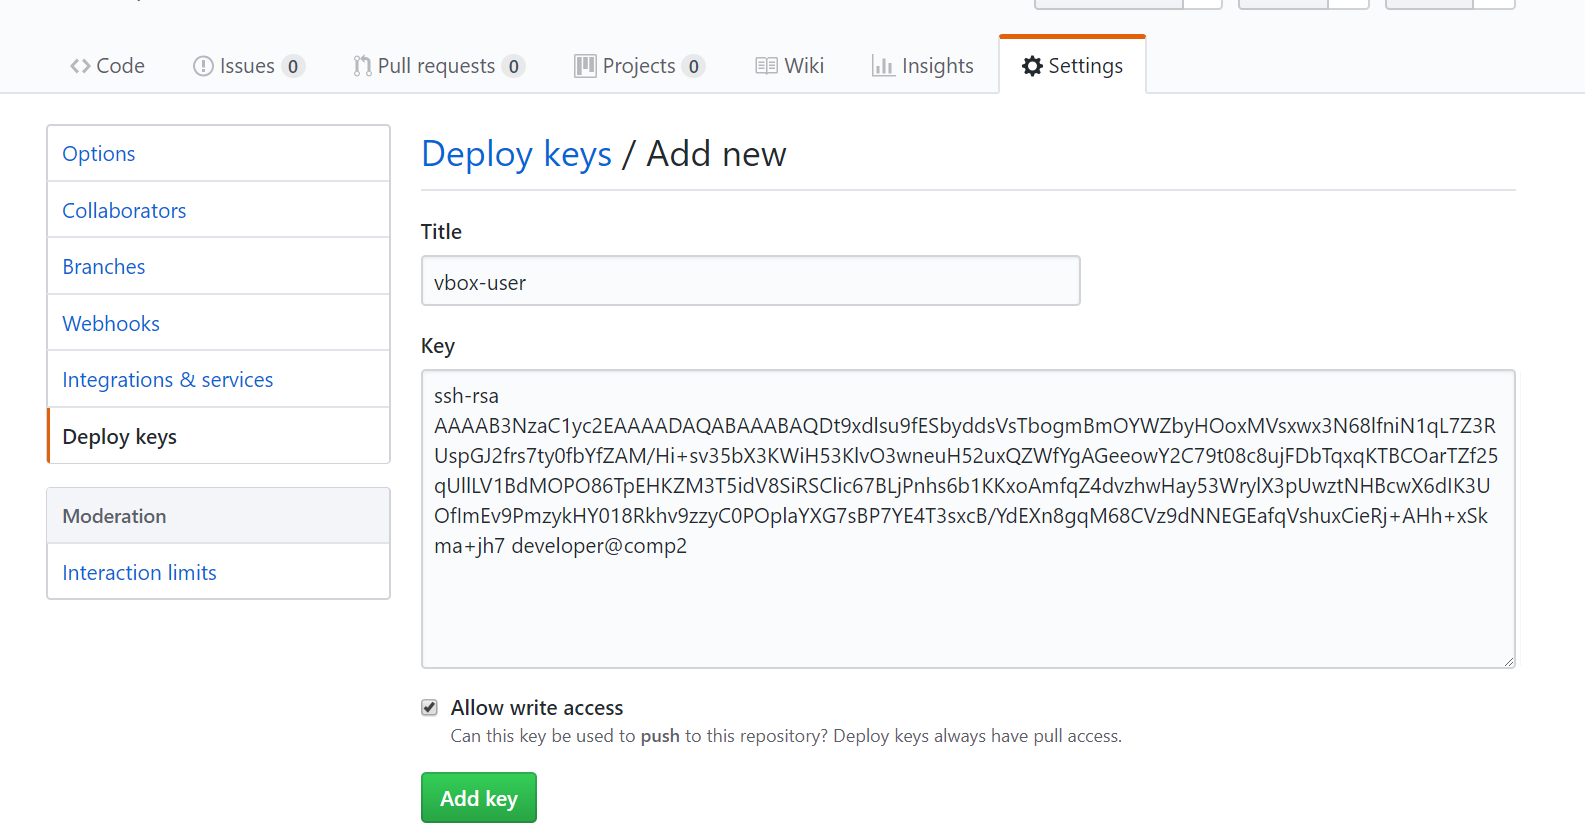 Code
Issues 0
Pull requests 0
Projects 0
Wiki
Insights
Settings
Options
Collaborators
Branches
Webhooks
Integrations & services
Deploy keys
Moderation
Interaction limits
Deploy keys / Add new
Title
vbox-user
Key
ssh-rsa
AAAAB3NzaC1yc2EAAAADAQABAAABAQDt9xdlsu9fESbyddsVsTbogmBmOYWZbyHOoxMVsxwx3N68lfniN1qL7Z3R
UspGJ2frs7ty0fbYfZAM/Hi+sv35bX3KWiH53KlvO3wneuH52uxQZWfYgAGeeowY2C79t08c8ujFDbTqxqKTBCOarTZf25
qUllLV1BdMOPO86TpEHKZM3T5idV8SiRSClic67BLjPnhs6b1KKxoAmfqZ4dvzhwHay53WrylX3pUwztNHBcwX6dIK3U
OfImEv9PmzykHY018Rkhv9zzyC0POplaYXG7sBP7YE4T3sxcB/YdEXn8gqM68CVz9dNNEGEafqVshuxCieRj+AHh+xSk
ma+jh7 developer@comp2
Allow write access
Can this key be used to push to this repository? Deploy keys always have pull access.
Add key